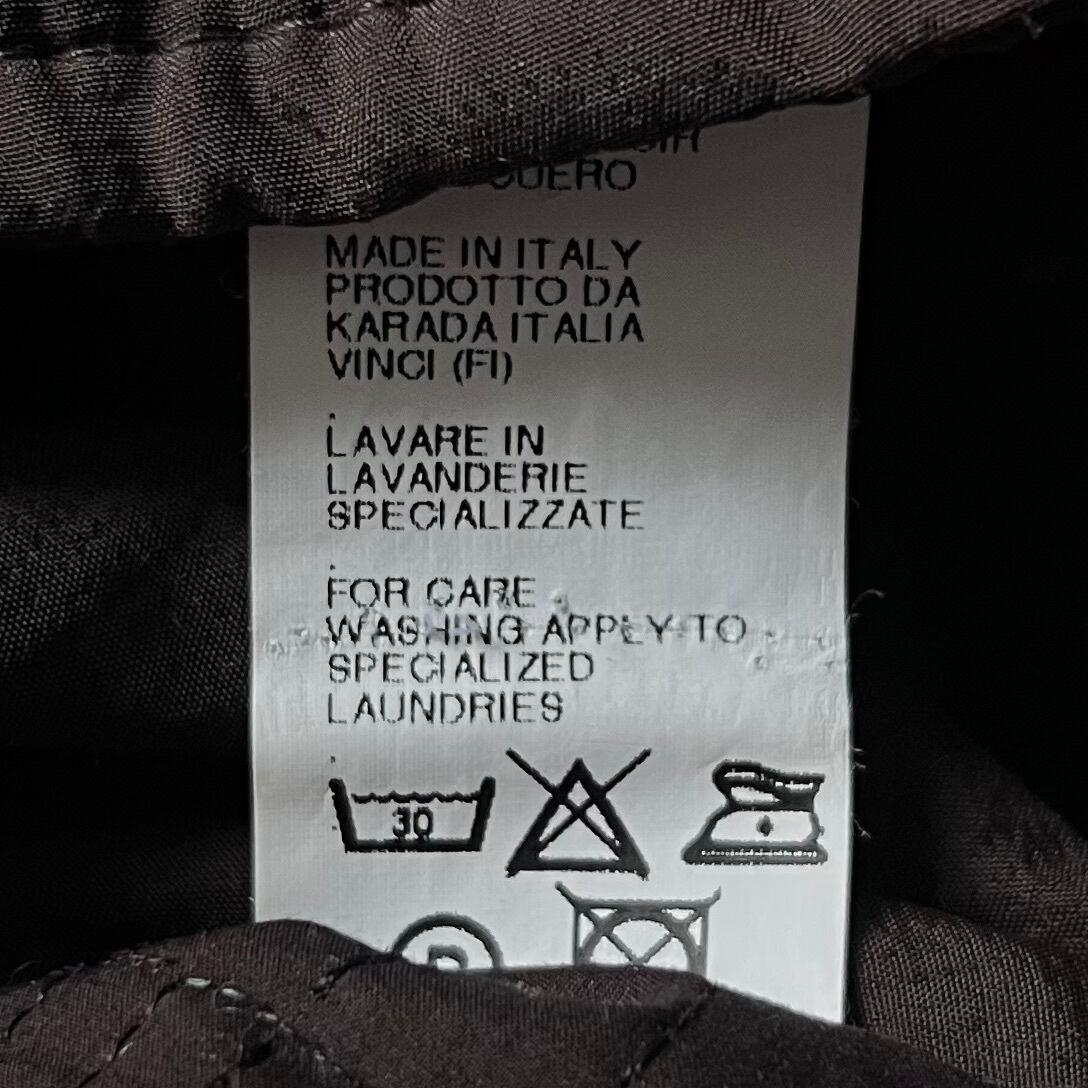 CUERO
MADE IN ITALY
PRODOTTO DA
KARADA ITALIA
VINCI (FI)
LAVARE IN
LAVANDERIE
SPECIALIZZATE
FOR CARE
WASHING APPLY TO
SPECIALIZED
LAUNDRIES
30